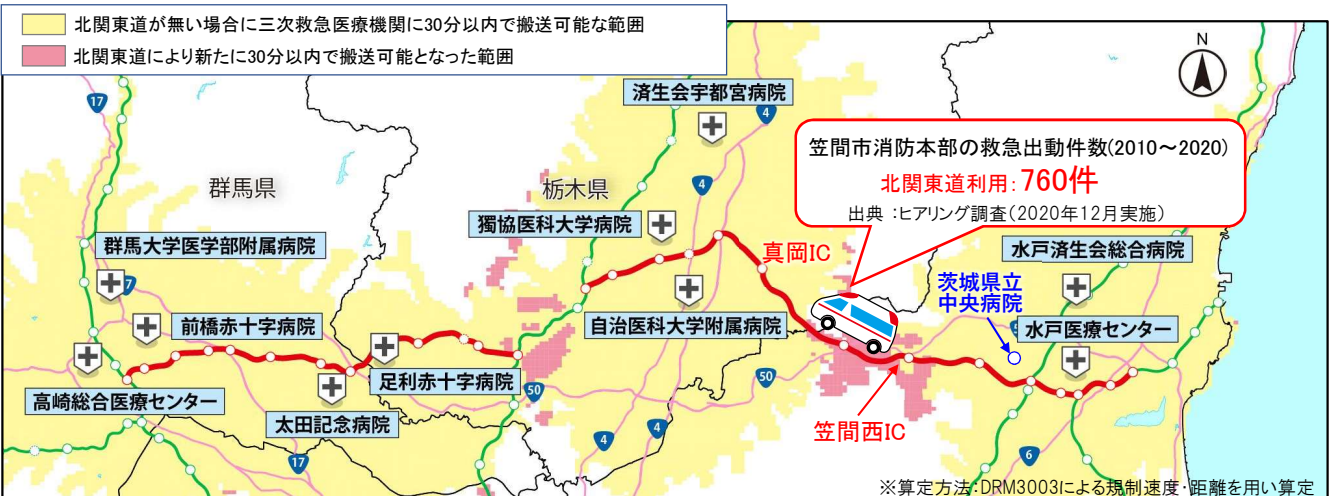 北関東道が無い場合に三次救急医療機関に30分以内で搬送可能な範囲
北関東道により新たに30分以内で搬送可能となった範囲
N
17
4
済生会宇都宮病院
笠間市消防本部の救急出動件数(2010～2020)
北関東道利用：760件
出典：ヒアリング調査(2020年12月実施)
群馬県
栃木県
4
獨協医科大学病院
群馬大学医学部附属病院
真岡IC
水戸済生会総合病院
茨城県立
中央病院
前橋赤十字病院
自治医科大学附属病院
水戸医療センター
足利赤十字病院
50
50
高崎総合医療センター
太田記念病院
笠間西IC
4
4
17
6
※算定方法：DRM3003による規制速度・距離を用い算定